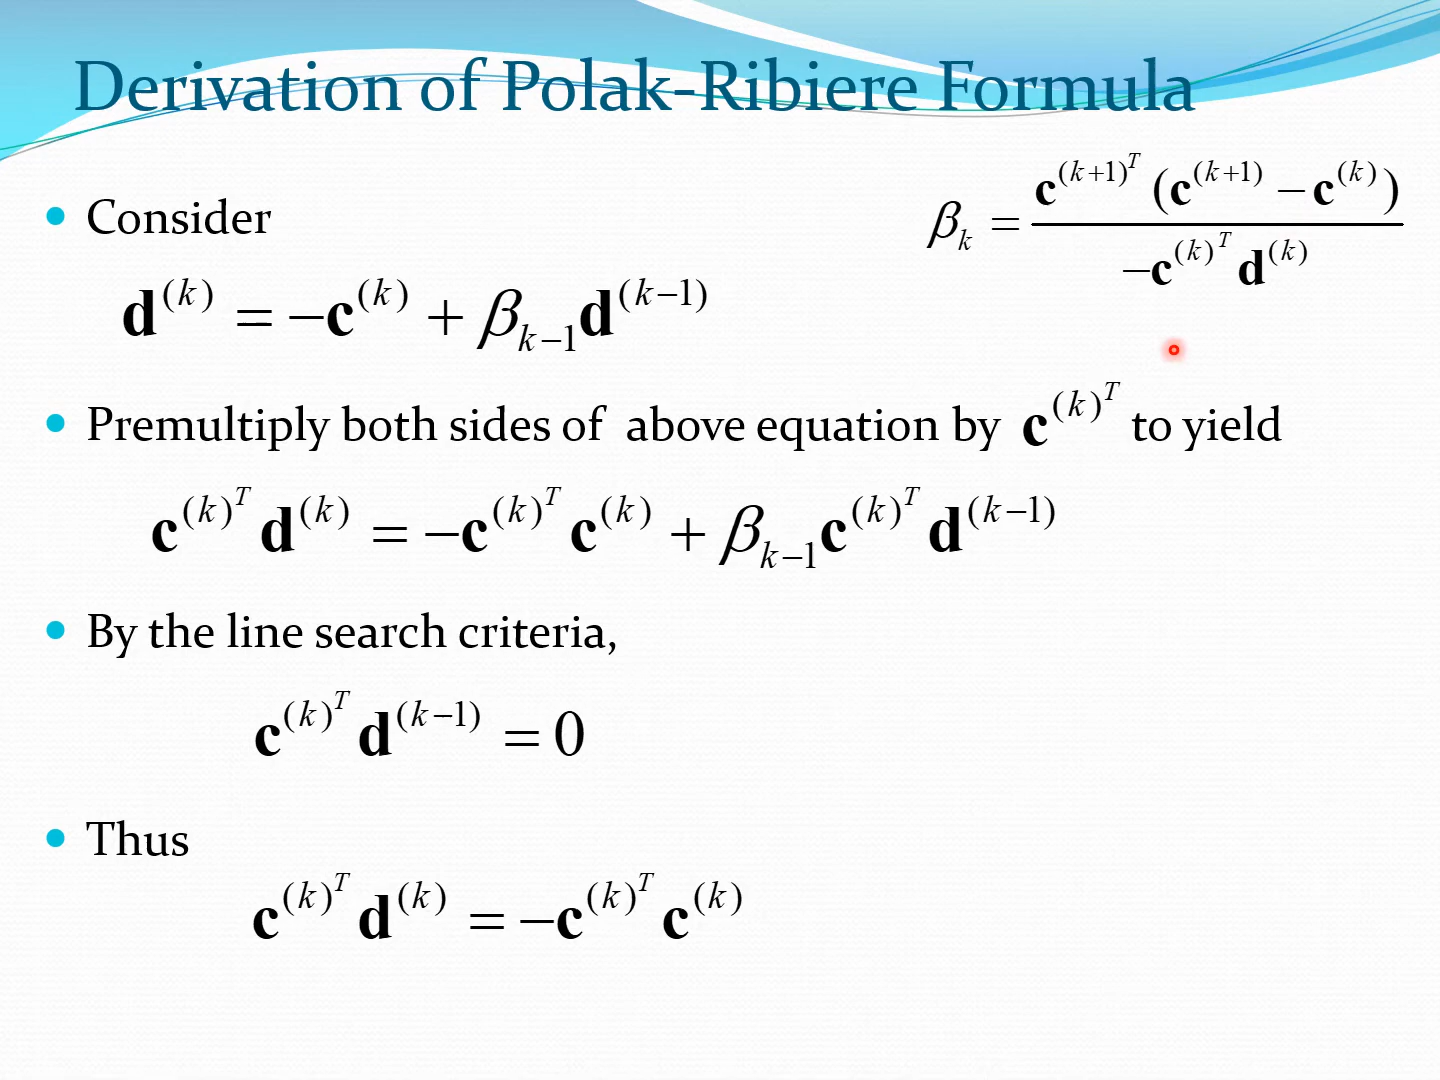 Derivation of Polak-Ribiere Formula
• Consider
β_k = c^{(k+1)^T} (c^{(k+1)} − c^{(k)}) / −c^{(k)^T} d^{(k)}
d^{(k)} = −c^{(k)} + β_{k−1} d^{(k−1)}
• Premultiply both sides of above equation by c^{(k)^T} to yield
c^{(k)^T} d^{(k)} = −c^{(k)^T} c^{(k)} + β_{k−1} c^{(k)^T} d^{(k−1)}
• By the line search criteria,
c^{(k)^T} d^{(k−1)} = 0
• Thus
c^{(k)^T} d^{(k)} = −c^{(k)^T} c^{(k)}